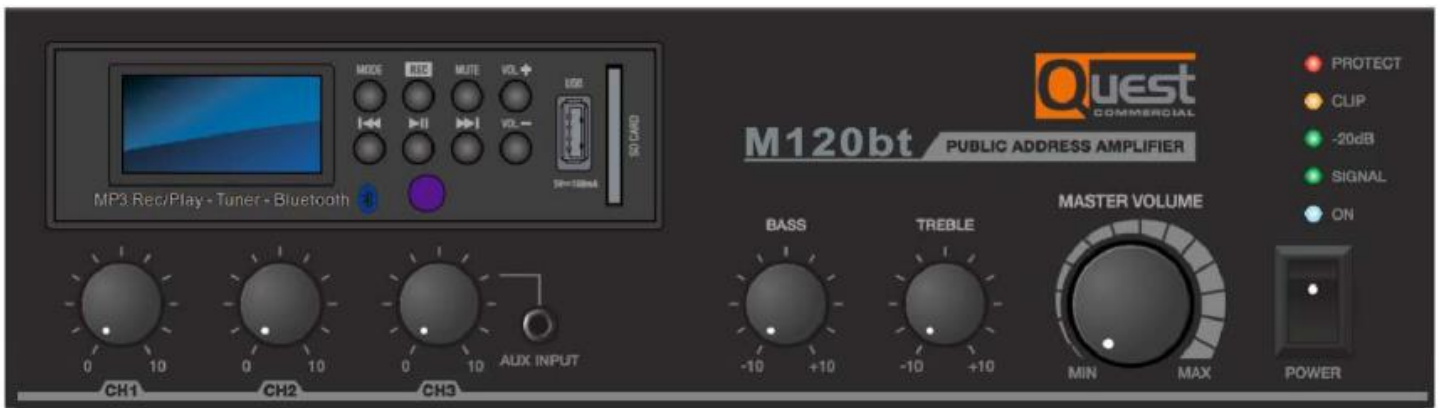 MODE REC MUTE VOL +
USB
VOL -
SD CARD
5V=150mA
MP3 Rec/Play - Tuner - Bluetooth
Quest
COMMERCIAL
M120bt PUBLIC ADDRESS AMPLIFIER
PROTECT
CLIP
-20dB
SIGNAL
ON
MASTER VOLUME
BASS TREBLE
AUX INPUT
0 10 0 10 0 10
CH1 CH2 CH3
-10 +10 -10 +10
MIN MAX
POWER